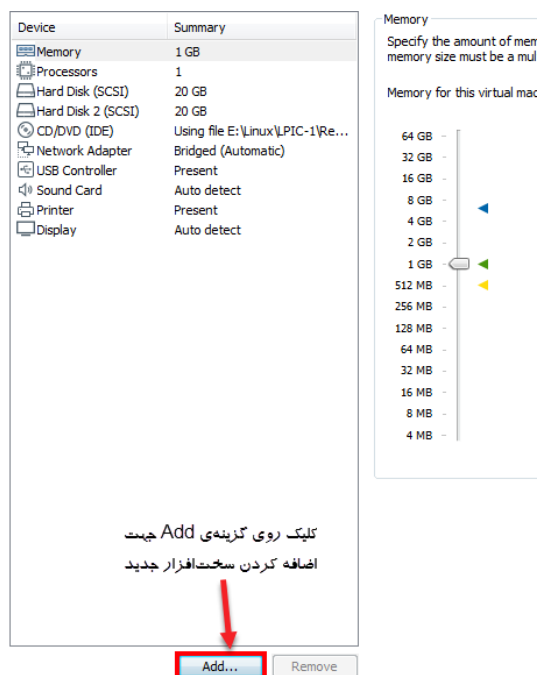 Device Summary
Memory 1 GB
Processors 1
Hard Disk (SCSI) 20 GB
Hard Disk 2 (SCSI) 20 GB
CD/DVD (IDE) Using file E:\Linux\LPIC-1\Re...
Network Adapter Bridged (Automatic)
USB Controller Present
Sound Card Auto detect
Printer Present
Display Auto detect
کلیک روی گزینه‌ی Add جهت
اضافه کردن سخت‌افزار جدید
Add... Remove
Memory
Specify the amount of mem
memory size must be a mul
Memory for this virtual mac
64 GB
32 GB
16 GB
8 GB
4 GB
2 GB
1 GB
512 MB
256 MB
128 MB
64 MB
32 MB
16 MB
8 MB
4 MB